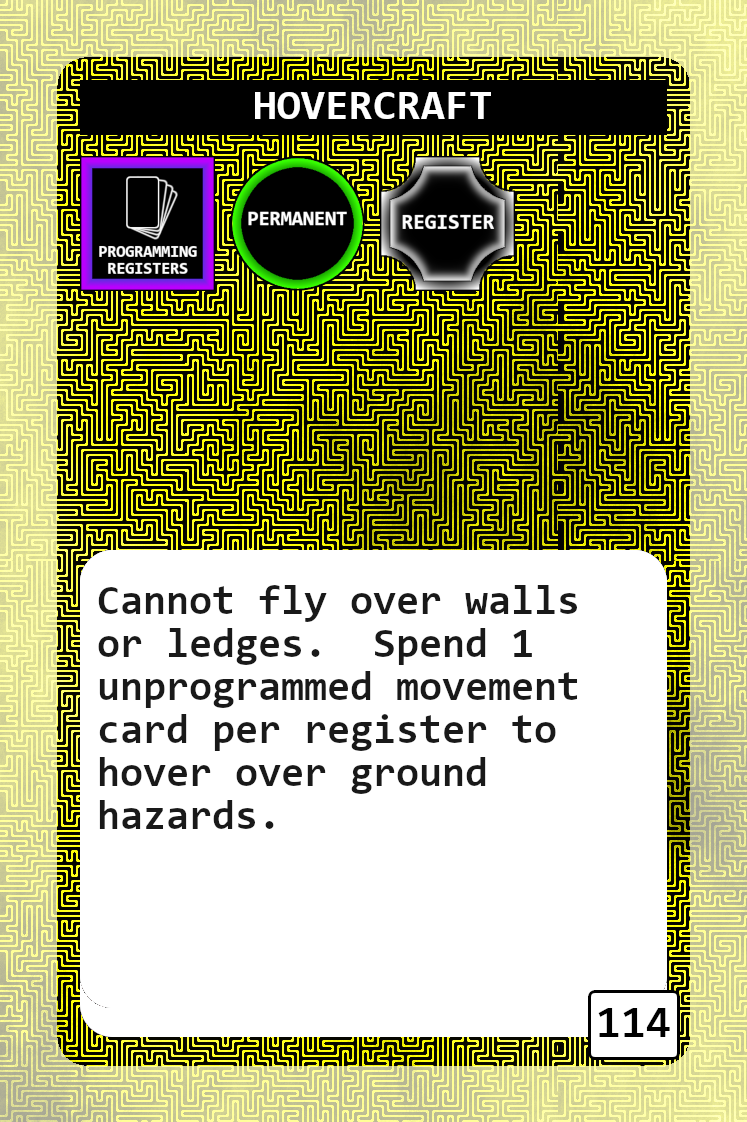 HOVERCRAFT
PROGRAMMING
REGISTERS
PERMANENT
REGISTER
Cannot fly over walls
or ledges.  Spend 1
unprogrammed movement
card per register to
hover over ground
hazards.
114